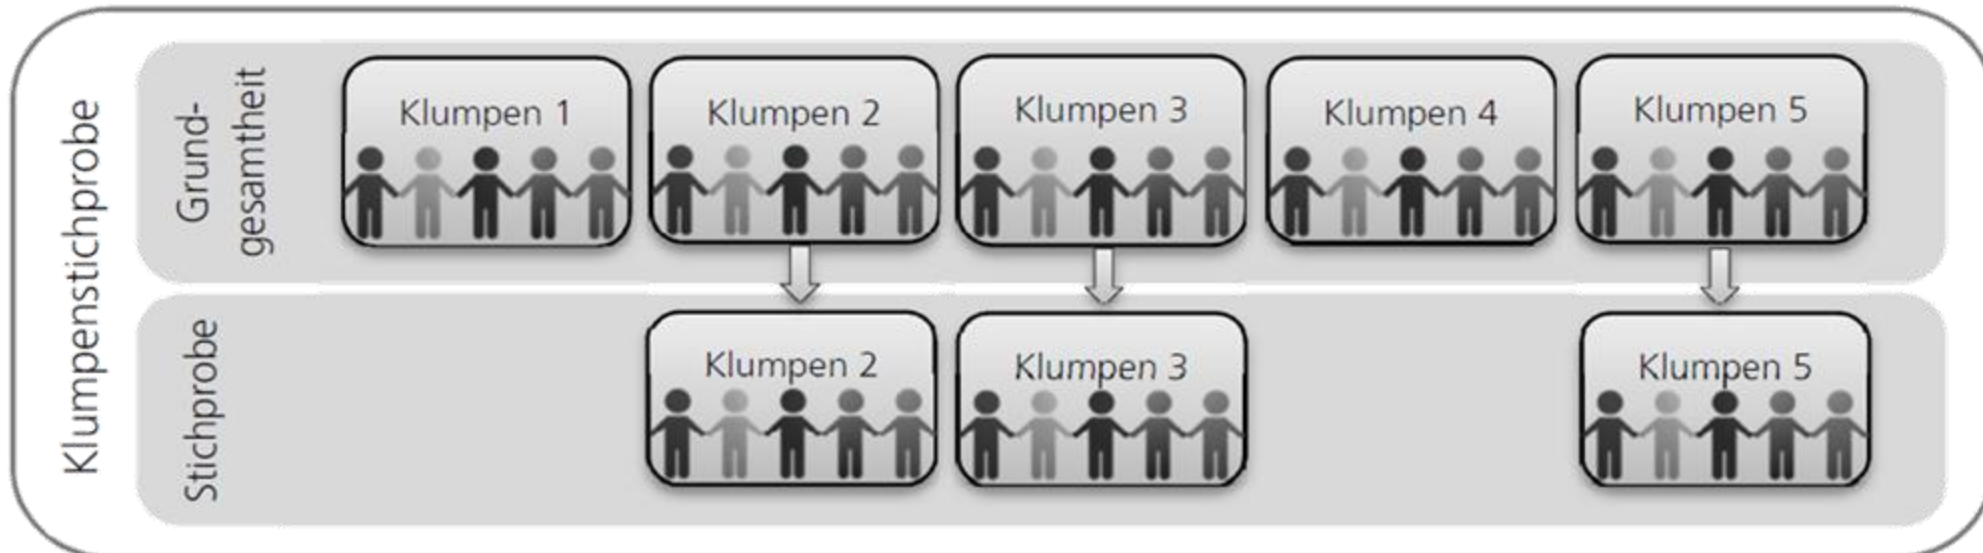 Klumpenstichprobe
Grund-
gesamtheit
Klumpen 1
Klumpen 2
Klumpen 3
Klumpen 4
Klumpen 5
Stichprobe
Klumpen 2
Klumpen 3
Klumpen 5